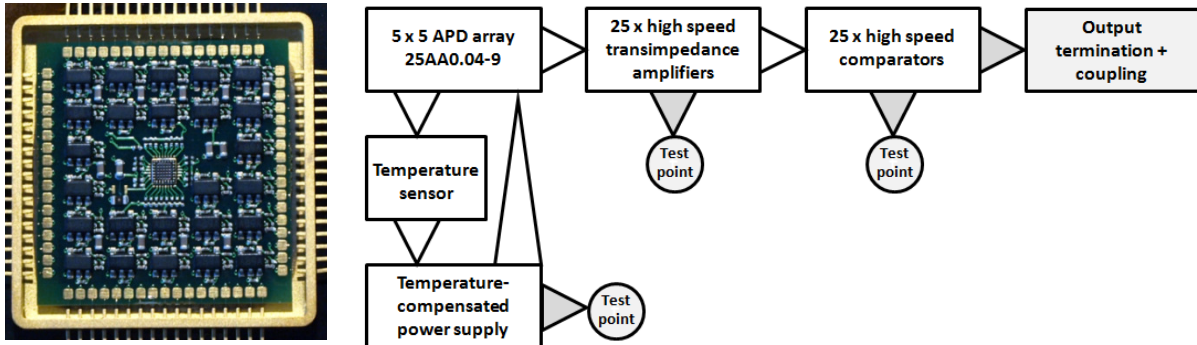 5 x 5 APD array
25AA0.04-9
25 x high speed
transimpedance
amplifiers
25 x high speed
comparators
Output
termination +
coupling
Temperature
sensor
Test
point
Test
point
Temperature-
compensated
power supply
Test
point